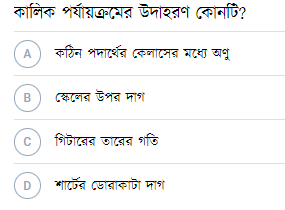 কালিক পর্যায়ক্রমের উদাহরণ কোনটি?
A কঠিন পদার্থের কেলাসের মধ্যে অণু
B স্কেলের উপর দাগ
C গিটারের তারের গতি
D শার্টের ডোরাকাটা দাগ